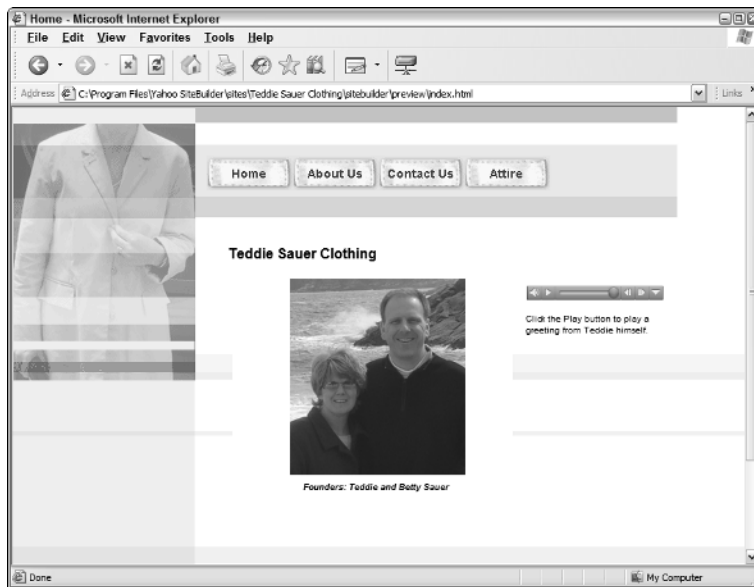 Home - Microsoft Internet Explorer
File Edit View Favorites Tools Help
Address C:\Program Files\Yahoo SiteBuilder\sites\Teddie Sauer Clothing\sitebuilder\preview\index.html Links
Home About Us Contact Us Attire
Teddie Sauer Clothing
Click the Play button to play a
greeting from Teddie himself.
Founders: Teddie and Betty Sauer
Done My Computer